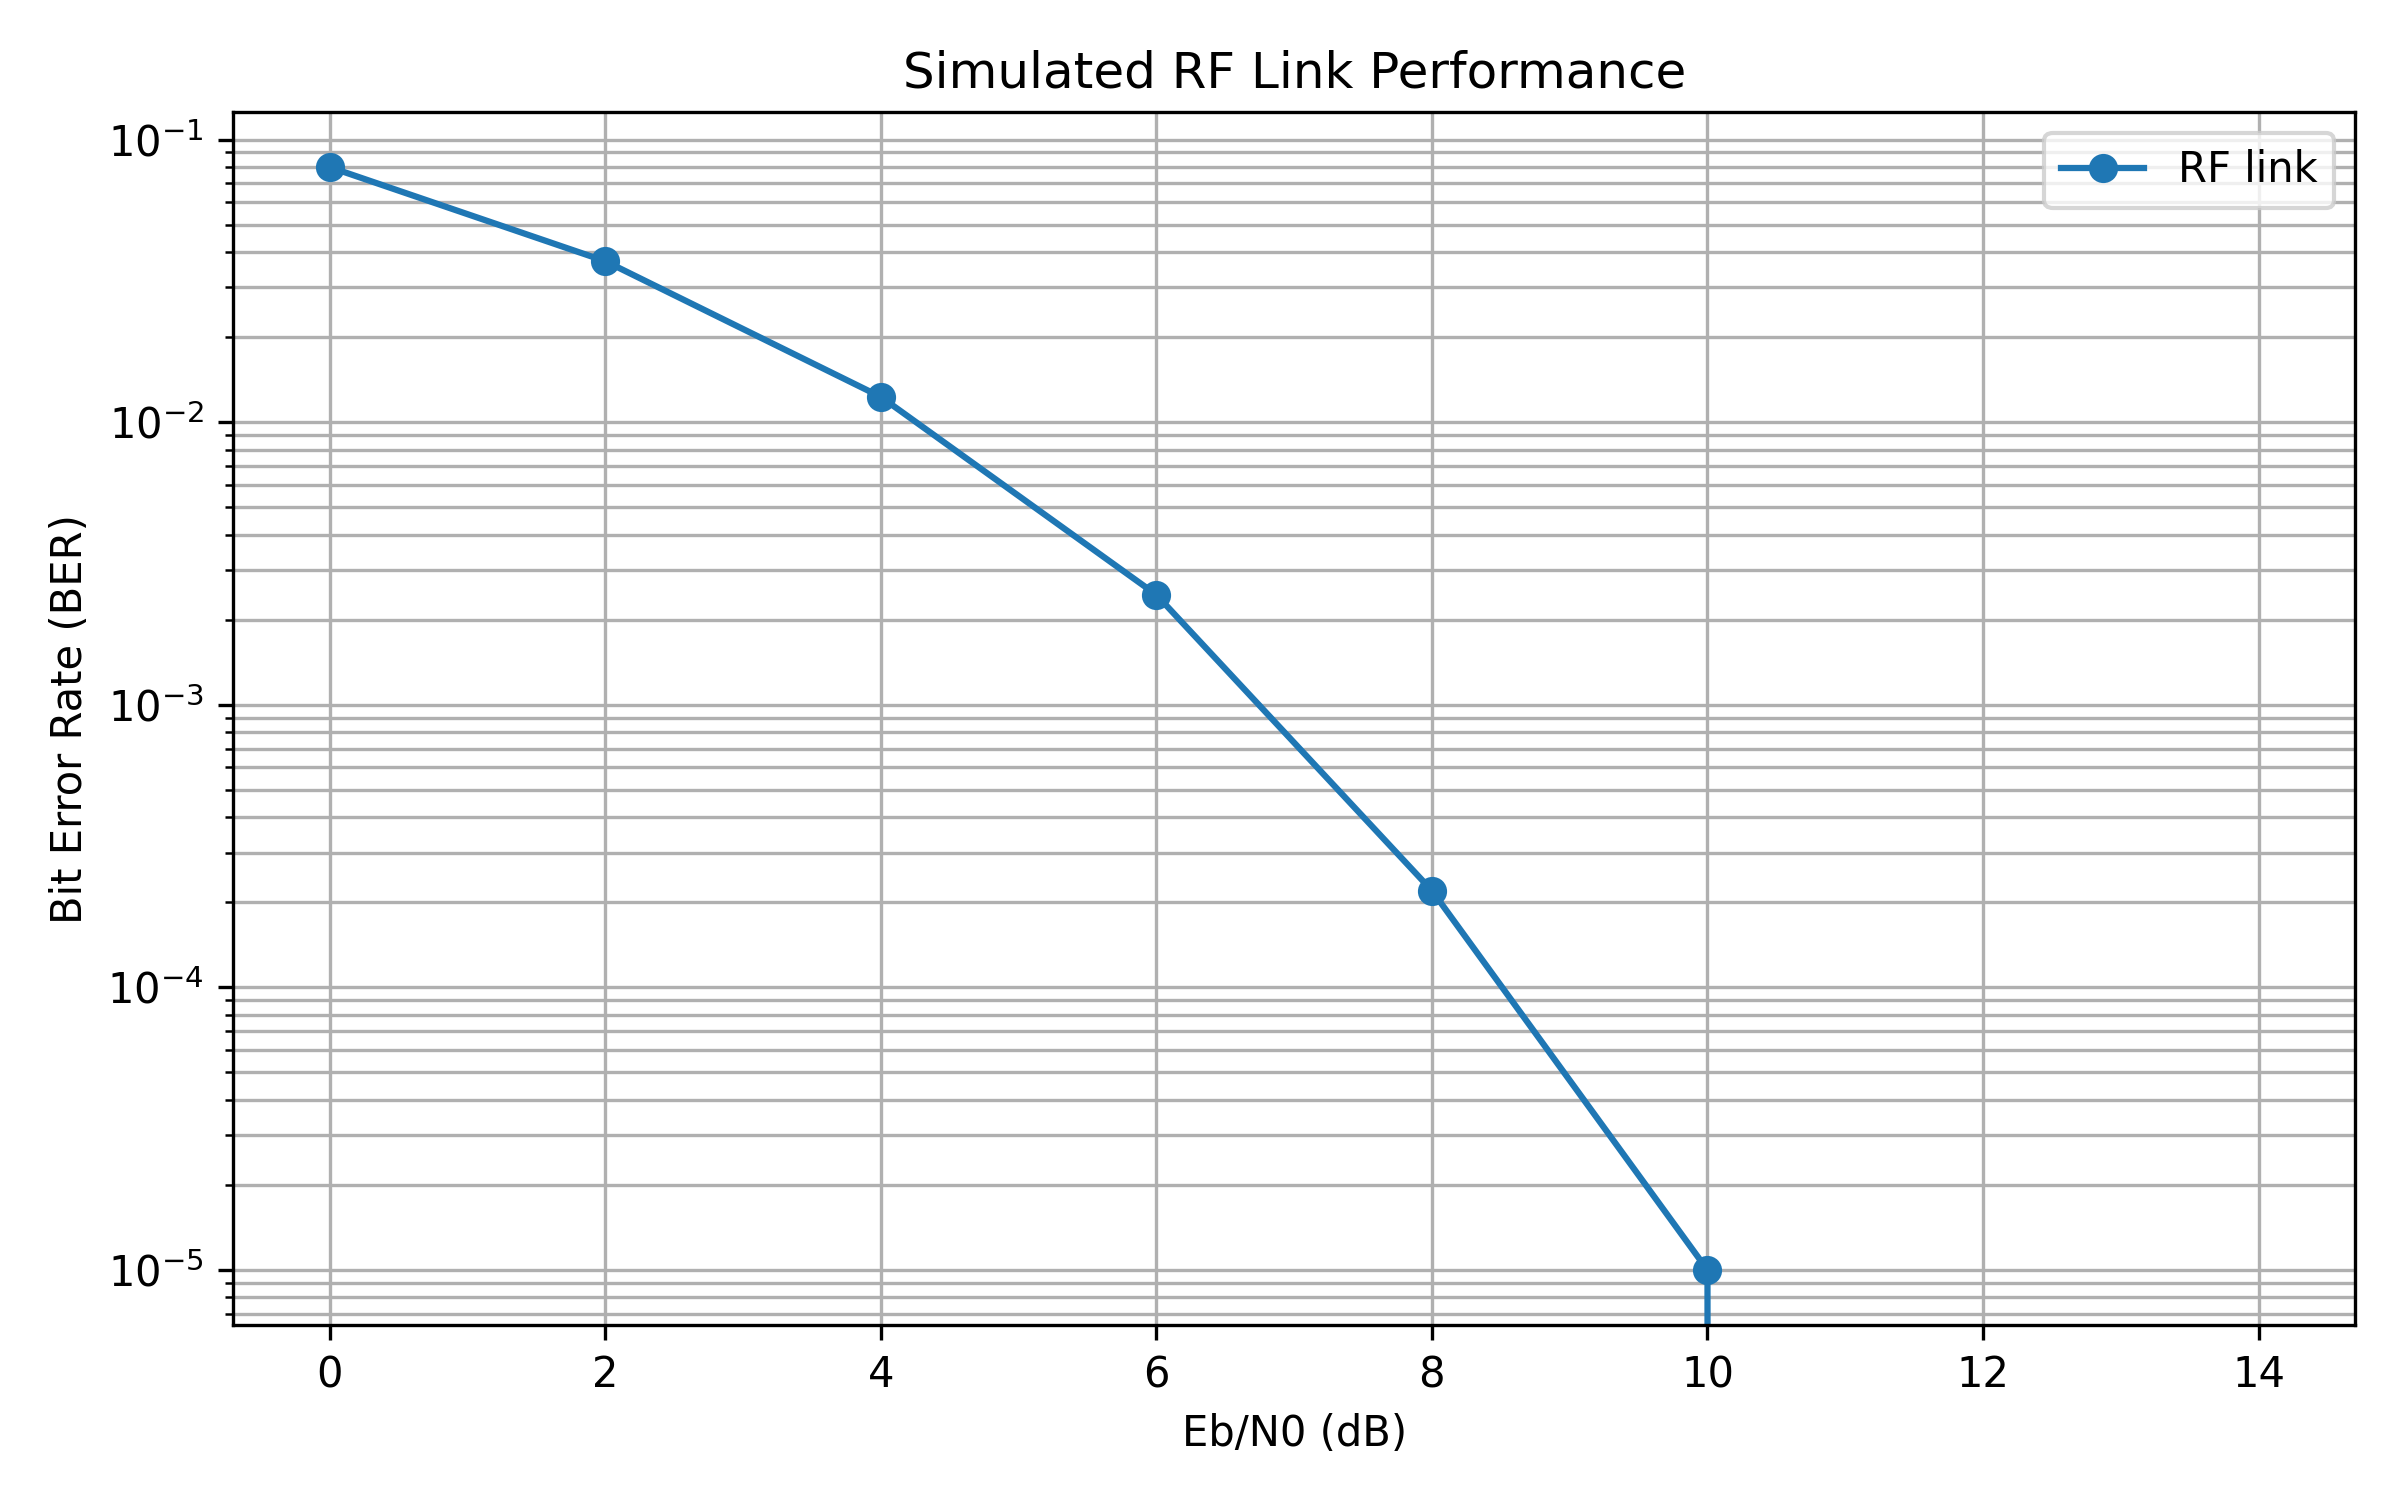 Simulated RF Link Performance
RF link
Bit Error Rate (BER)
10⁻¹
10⁻²
10⁻³
10⁻⁴
10⁻⁵
0 2 4 6 8 10 12 14
Eb/N0 (dB)